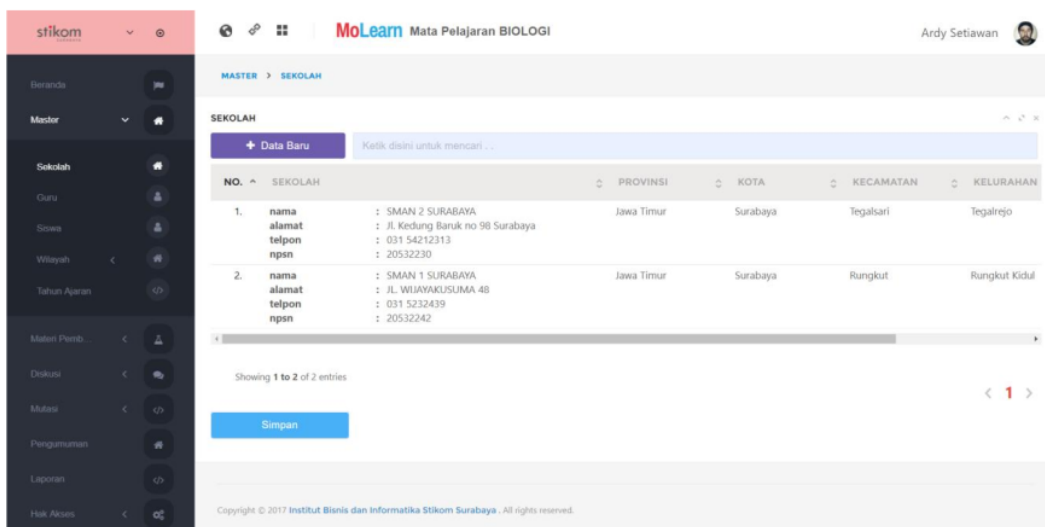 stikom
MoLearn Mata Pelajaran BIOLOGI
Ardy Setiawan
Beranda
Master
Sekolah
Guru
Siswa
Wilayah
Tahun Ajaran
Materi Pemb...
Diskusi
Mutasi
Pengumuman
Laporan
Hak Akses
MASTER > SEKOLAH
SEKOLAH
+ Data Baru
Ketik disini untuk mencari . .
NO. SEKOLAH PROVINSI KOTA KECAMATAN KELURAHAN
1. nama : SMAN 2 SURABAYA Jawa Timur Surabaya Tegalsari Tegalrejo
alamat : Jl. Kedung Baruk no 98 Surabaya
telpon : 031 54212313
npsn : 20532230
2. nama : SMAN 1 SURABAYA Jawa Timur Surabaya Rungkut Rungkut Kidul
alamat : JL. WIJAYAKUSUMA 48
telpon : 031 5232439
npsn : 20532242
Showing 1 to 2 of 2 entries
< 1 >
Simpan
Copyright © 2017 Institut Bisnis dan Informatika Stikom Surabaya . All rights reserved.